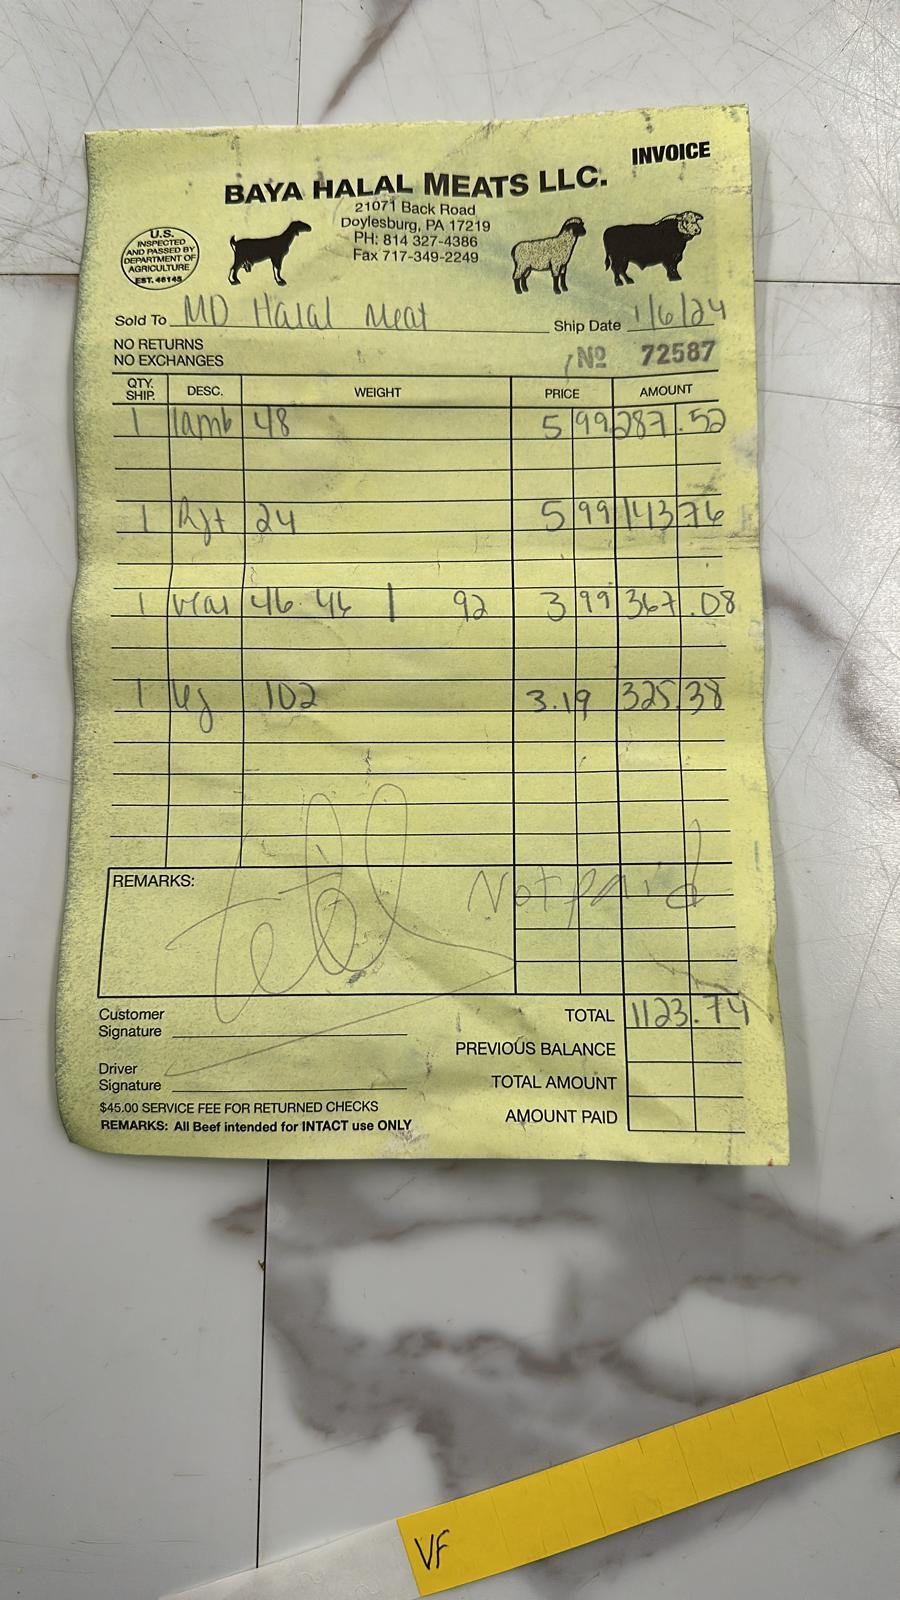 INVOICE
BAYA HALAL MEATS LLC.
21071 Back Road
Doylesburg, PA 17219
PH: 814 327-4386
Fax 717-349-2249
U.S.
INSPECTED
AND PASSED BY
DEPARTMENT OF
AGRICULTURE
EST. 46145
Sold To MD Halal Meat Ship Date 1/6/24
NO RETURNS
NO EXCHANGES
Nº 72587
QTY. SHIP. DESC. WEIGHT PRICE AMOUNT
1 lamb 48 5 99 287.52
1 24 5 99 143 76
1 veal 46 46 | 92 3 99 367.08
1 102 3.19 325.38
REMARKS:
Not paid
Customer
Signature
TOTAL 1123.74
PREVIOUS BALANCE
Driver
Signature
TOTAL AMOUNT
$45.00 SERVICE FEE FOR RETURNED CHECKS
AMOUNT PAID
REMARKS: All Beef intended for INTACT use ONLY
VF